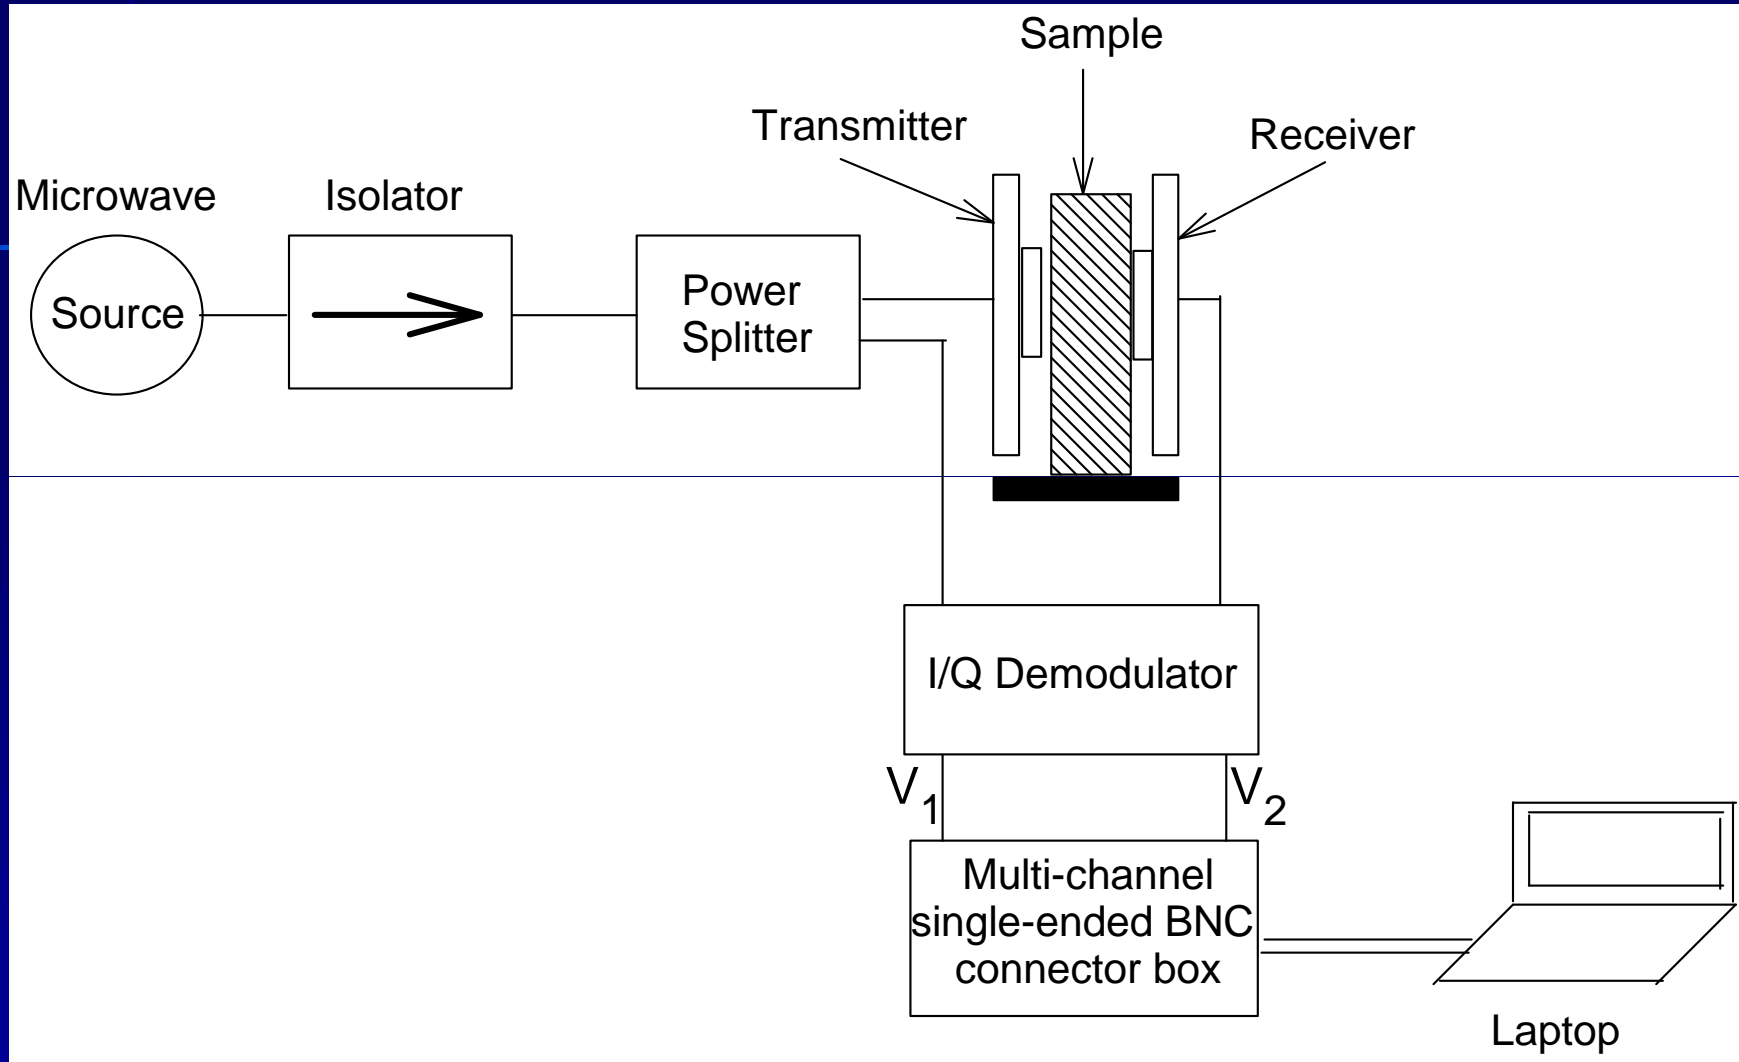 Sample
Transmitter
Receiver
Microwave
Isolator
Source
Power
Splitter
I/Q Demodulator
V1
V2
Multi-channel
single-ended BNC
connector box
Laptop